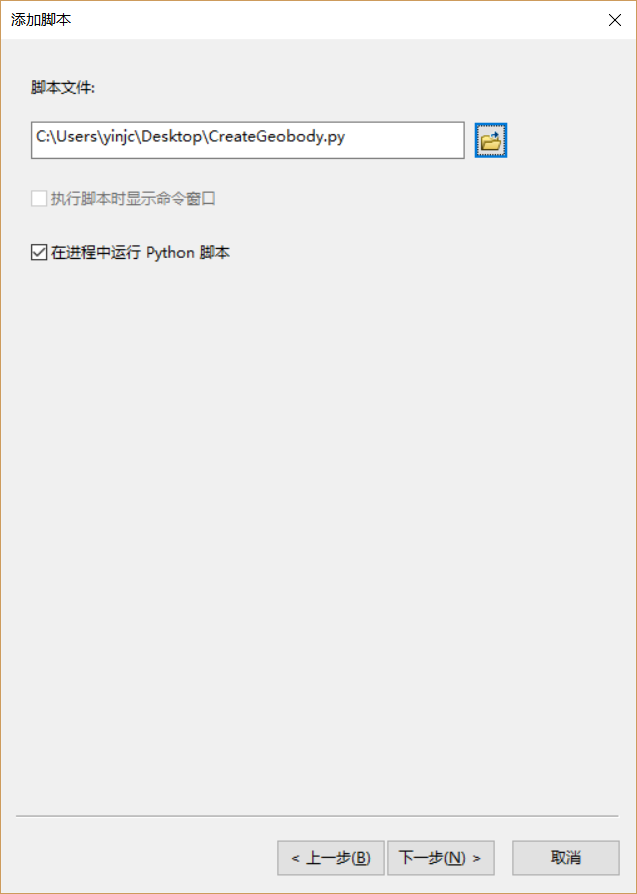 添加脚本
脚本文件:
C:\Users\yinjc\Desktop\CreateGeobody.py
执行脚本时显示命令窗口
在进程中运行 Python 脚本
< 上一步(B)
下一步(N) >
取消